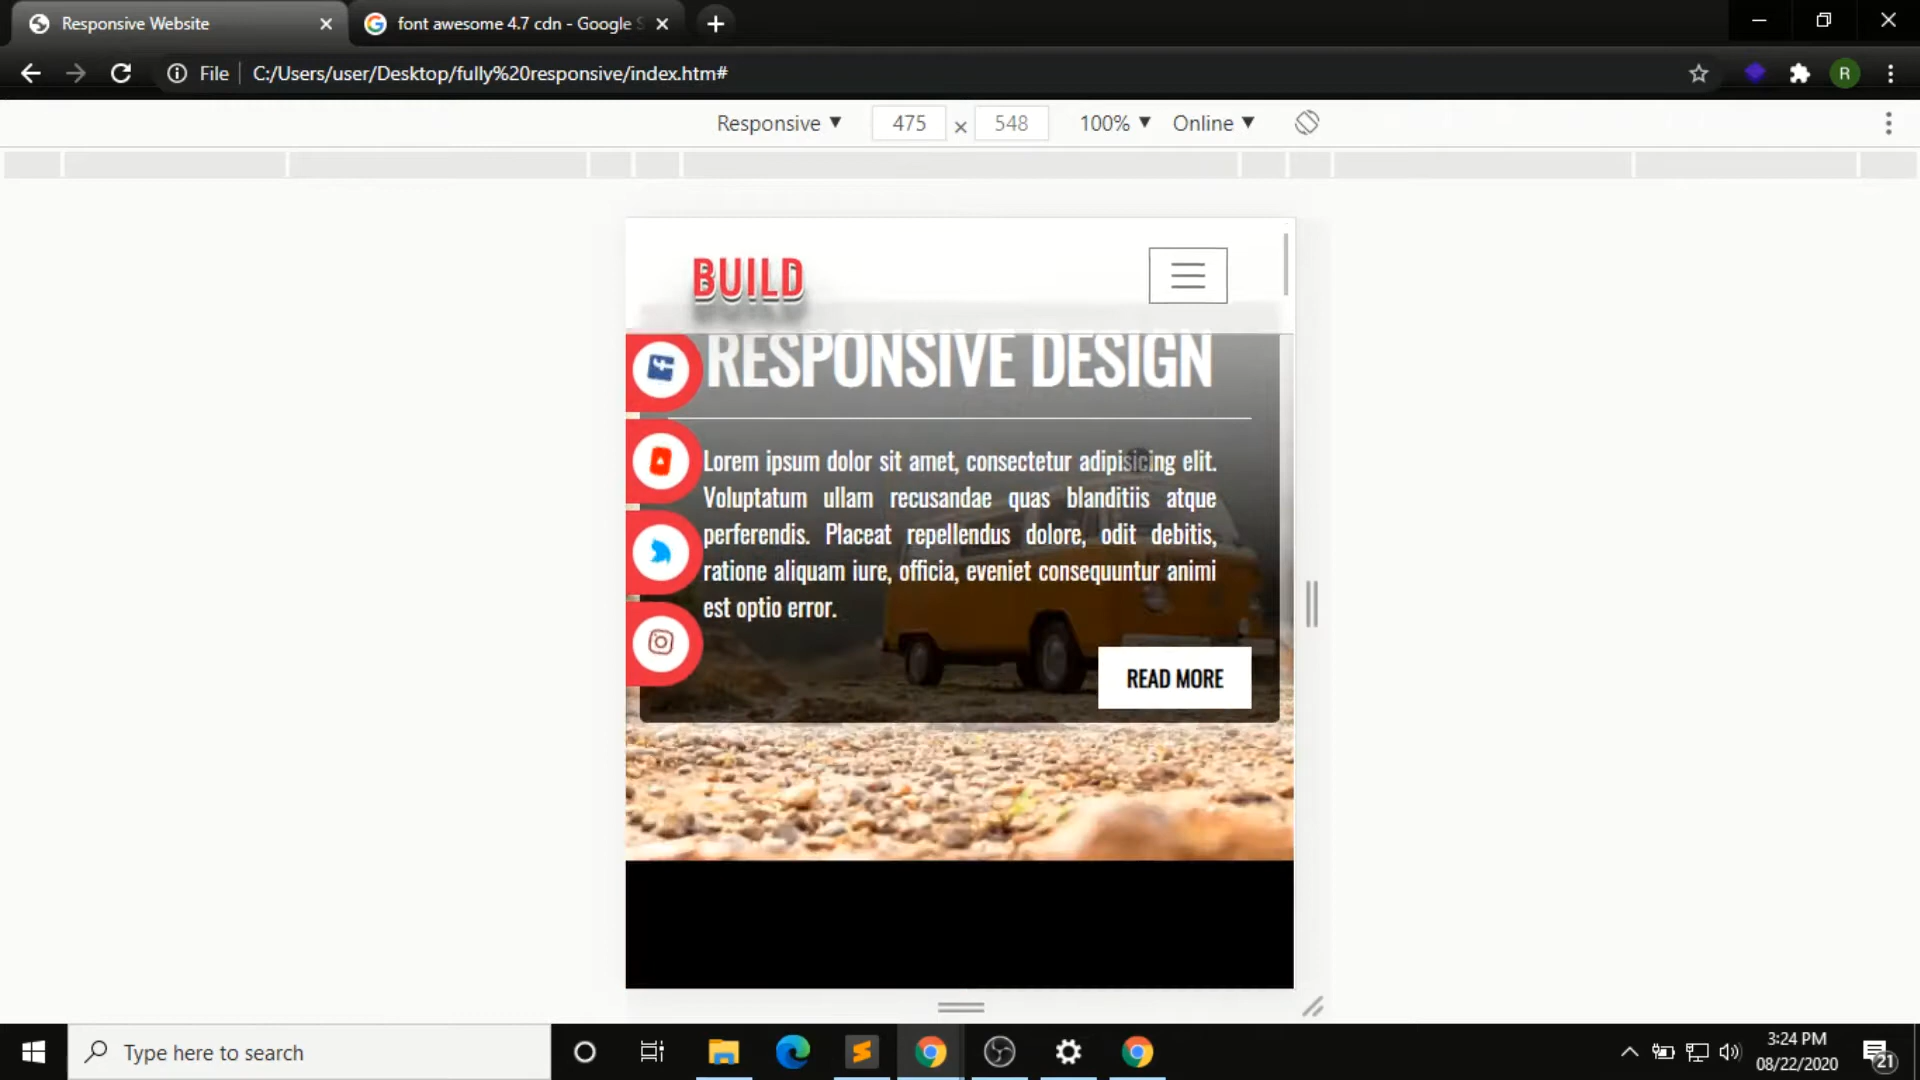 Responsive Website
font awesome 4.7 cdn - Google S
File
C:/Users/user/Desktop/fully%20responsive/index.htm#
R
Responsive ▼ 475 × 548 100% ▼ Online ▼
BUILD
RESPONSIVE DESIGN
Lorem ipsum dolor sit amet, consectetur adipisicing elit.
Voluptatum ullam recusandae quas blanditiis atque
perferendis. Placeat repellendus dolore, odit debitis,
ratione aliquam iure, officia, eveniet consequuntur animi
est optio error.
READ MORE
Type here to search
3:24 PM
08/22/2020
21